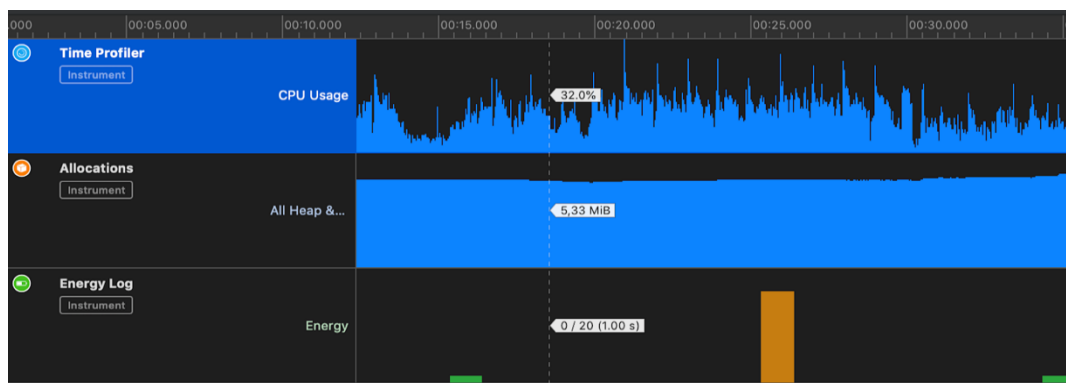 .000 00:05.000 00:10.000 00:15.000 00:20.000 00:25.000 00:30.000
Time Profiler
Instrument
CPU Usage
32.0%
Allocations
Instrument
All Heap &...
5,33 MiB
Energy Log
Instrument
Energy
0 / 20 (1.00 s)